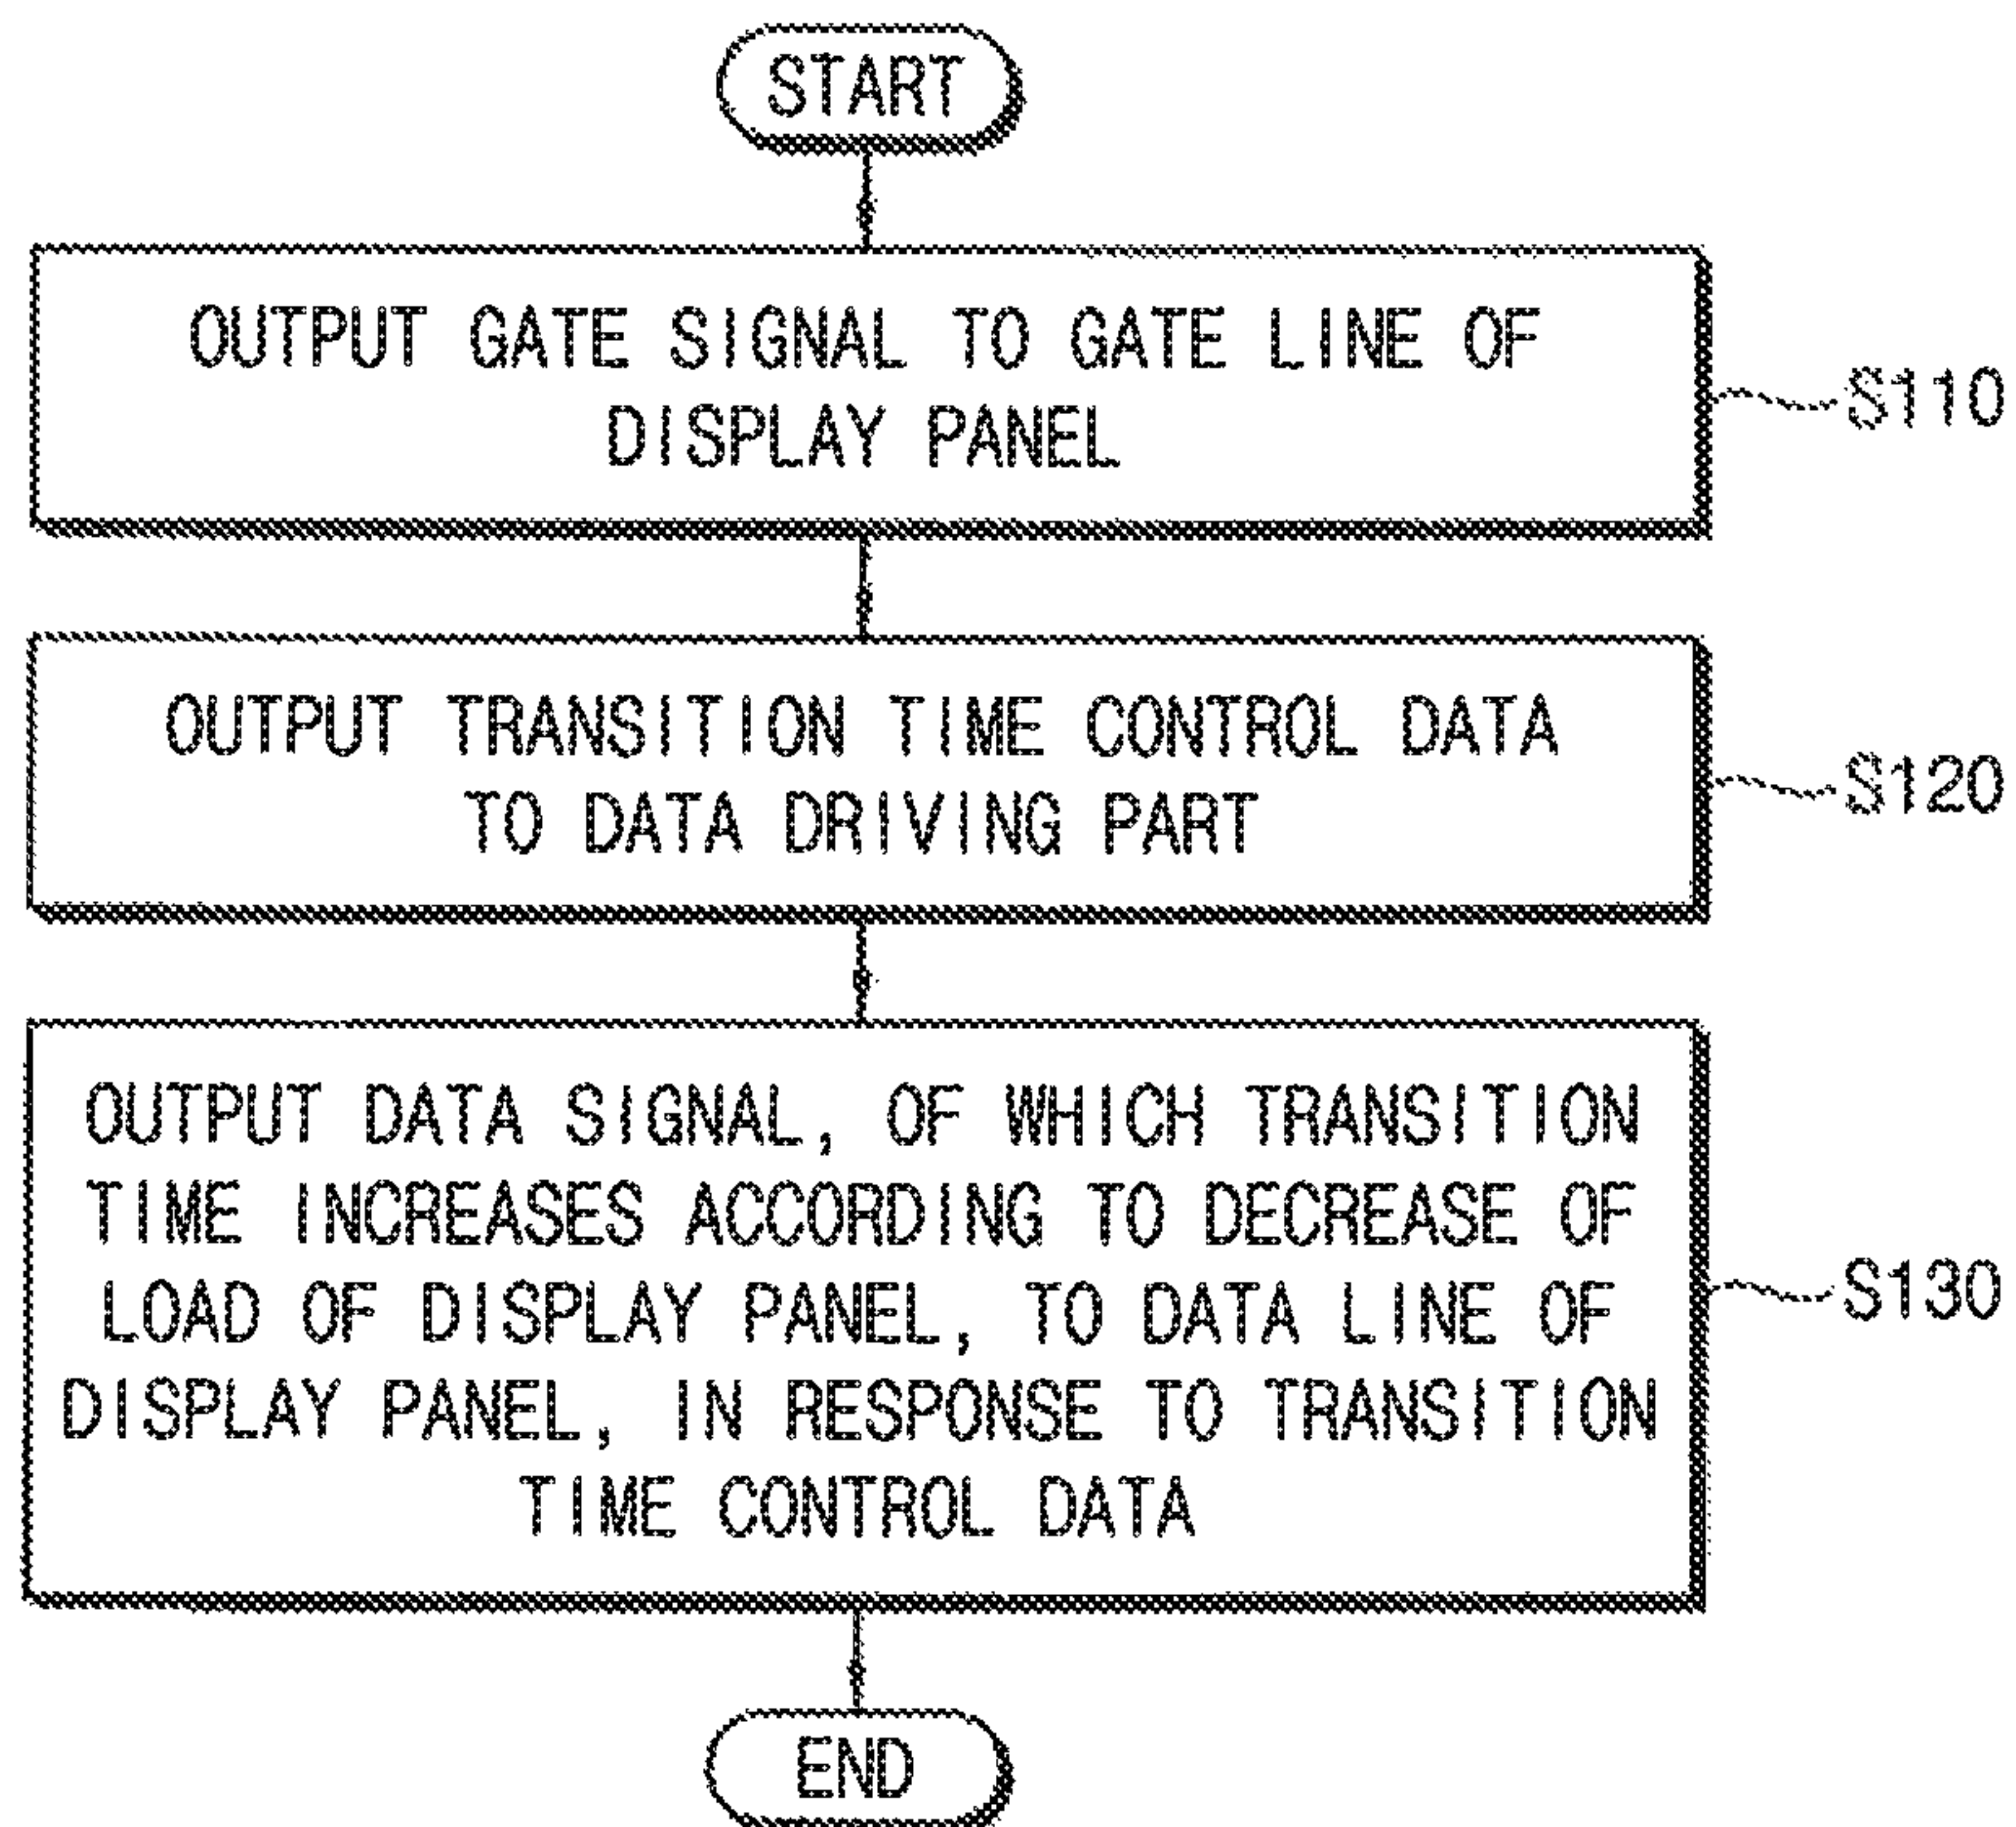 START
OUTPUT GATE SIGNAL TO GATE LINE OF
DISPLAY PANEL
S110
OUTPUT TRANSITION TIME CONTROL DATA
TO DATA DRIVING PART
S120
OUTPUT DATA SIGNAL, OF WHICH TRANSITION
TIME INCREASES ACCORDING TO DECREASE OF
LOAD OF DISPLAY PANEL, TO DATA LINE OF
DISPLAY PANEL, IN RESPONSE TO TRANSITION
TIME CONTROL DATA
S130
END